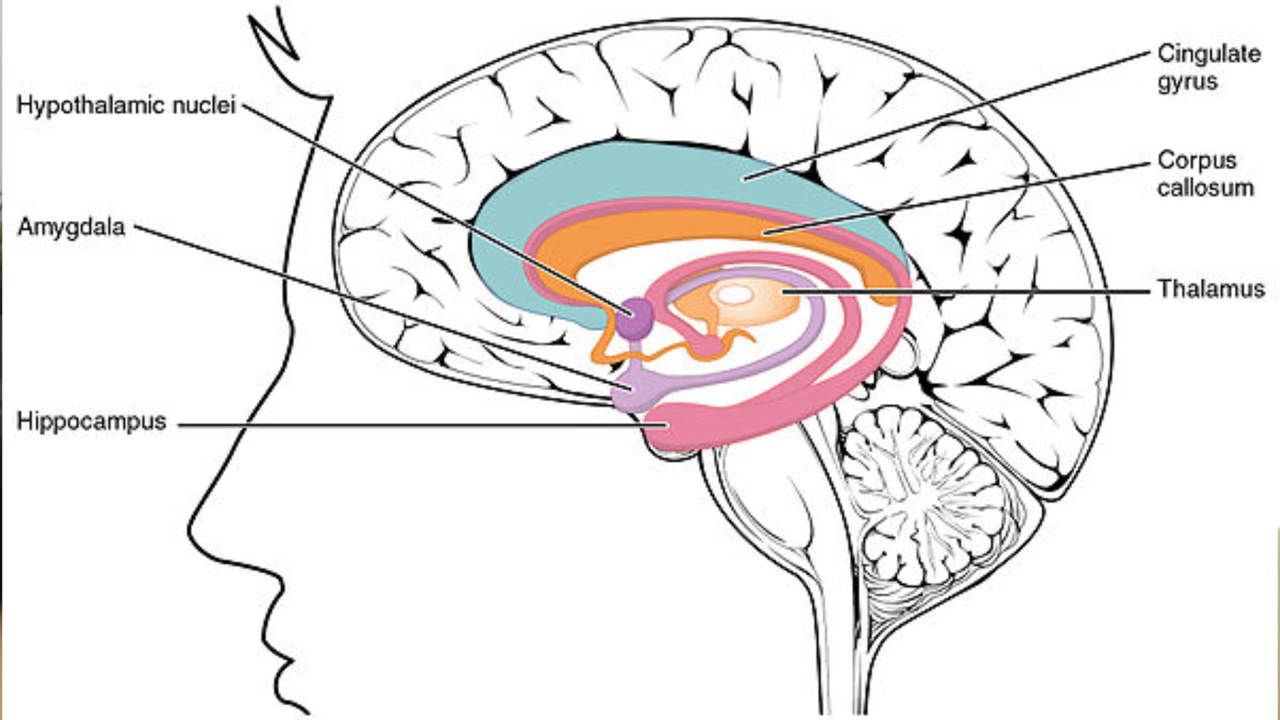 Hypothalamic nuclei
Amygdala
Hippocampus
Cingulate
gyrus
Corpus
callosum
Thalamus